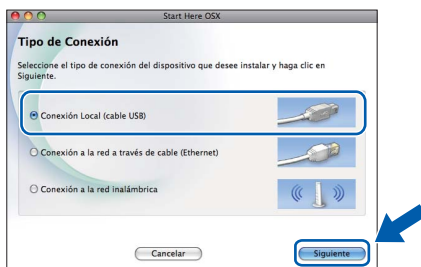 Start Here OSX
Tipo de Conexión
Seleccione el tipo de conexión del dispositivo que desee instalar y haga clic en
Siguiente.
Conexión Local (cable USB)
Conexión a la red a través de cable (Ethernet)
Conexión a la red inalámbrica
Cancelar
Siguiente